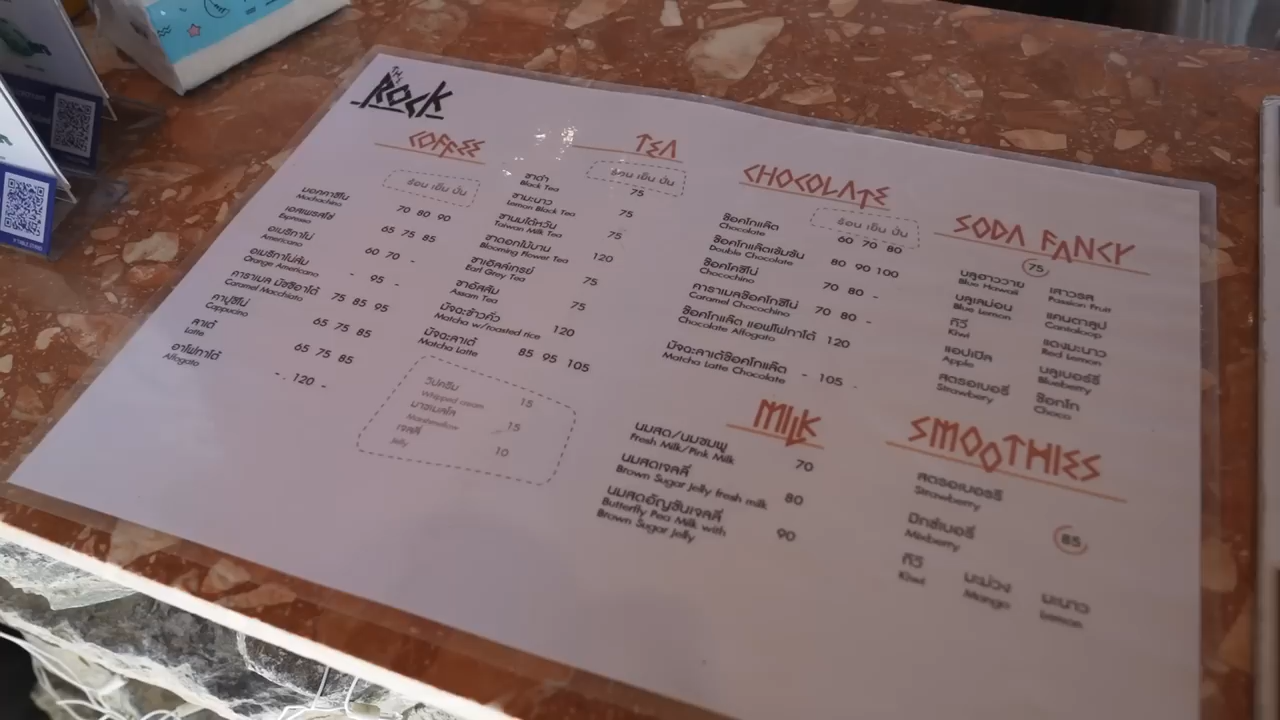 THE
ROCK
COFFEE
ร้อน เย็น ปั่น
มอคคาชิโน 70 80 90
Mochachino
เอสเพรสโซ่ 65 75 85
Espresso
อเมริกาโน่ 60 70 -
Americano
อเมริกาโน่ส้ม - 95 -
Orange Americano
คาราเมล มัชชิอาโต้ 75 85 95
Caramel Macchiato
คาปูชิโน่ 65 75 85
Cappucino
ลาเต้ 65 75 85
Latte
อาโฟกาโต้ - 120 -
Affogato
TEA
ร้อน เย็น ปั่น
ชาดำ 75
Black Tea
ชามะนาว 75
Lemon Black Tea
ชานมไต้หวัน 75
Taiwan Milk Tea
ชาดอกไม้บาน 120
Blooming Flower Tea
ชาเอิลล์เกรย์ 75
Earl Grey Tea
ชาอัสสัม 75
Assam Tea
มัจฉะข้าวคั่ว 120
Matcha w/roasted rice
มัจฉะลาเต้ 85 95 105
Matcha Latte
วิปครีม 15
Whipped cream
มาชเมลโล 15
Marshmellow
เจลลี่ 10
Jelly
CHOCOLATE
ร้อน เย็น ปั่น
ช็อคโกแล็ต 60 70 80
Chocolate
ช็อคโกแล็ตเข้มข้น 80 90 100
Double Chocolate
ช็อคโคชิโน่ 70 80 -
Chocochino
คาราเมลช็อคโกชิโน่ 70 80 -
Caramel Chocochino
ช็อคโกแล็ต แอฟโฟกาโต้ 120
Chocolate Affogato
มัจฉะลาเต้ช็อคโกแล็ต - 105 -
Matcha Latte Chocolate
MILK
นมสด/นมชมพู 70
Fresh Milk/Pink Milk
นมสดเจลลี่ 80
Brown Sugar Jelly fresh milk
นมสดอัญชันเจลลี่ 90
Butterfly Pea Milk with
Brown Sugar Jelly
SODA FANCY
75
บลูฮาวาย เสาวรส
Blue Hawaii Passion Fruit
บลูเลม่อน แคนตาลูป
Blue Lemon Cantaloop
กีวี แดงมะนาว
Kiwi Red Lemon
แอปเปิล บลูเบอร์รี่
Apple Blueberry
สตรอเบอรี่ ช็อกโก
Strawberry Choco
SMOOTHIES
สตรอเบอรรี
Strawberry
มิกซ์เบอรี่ 85
Mixberry
กีวี มะม่วง มะนาว
Kiwi Mango Lemon